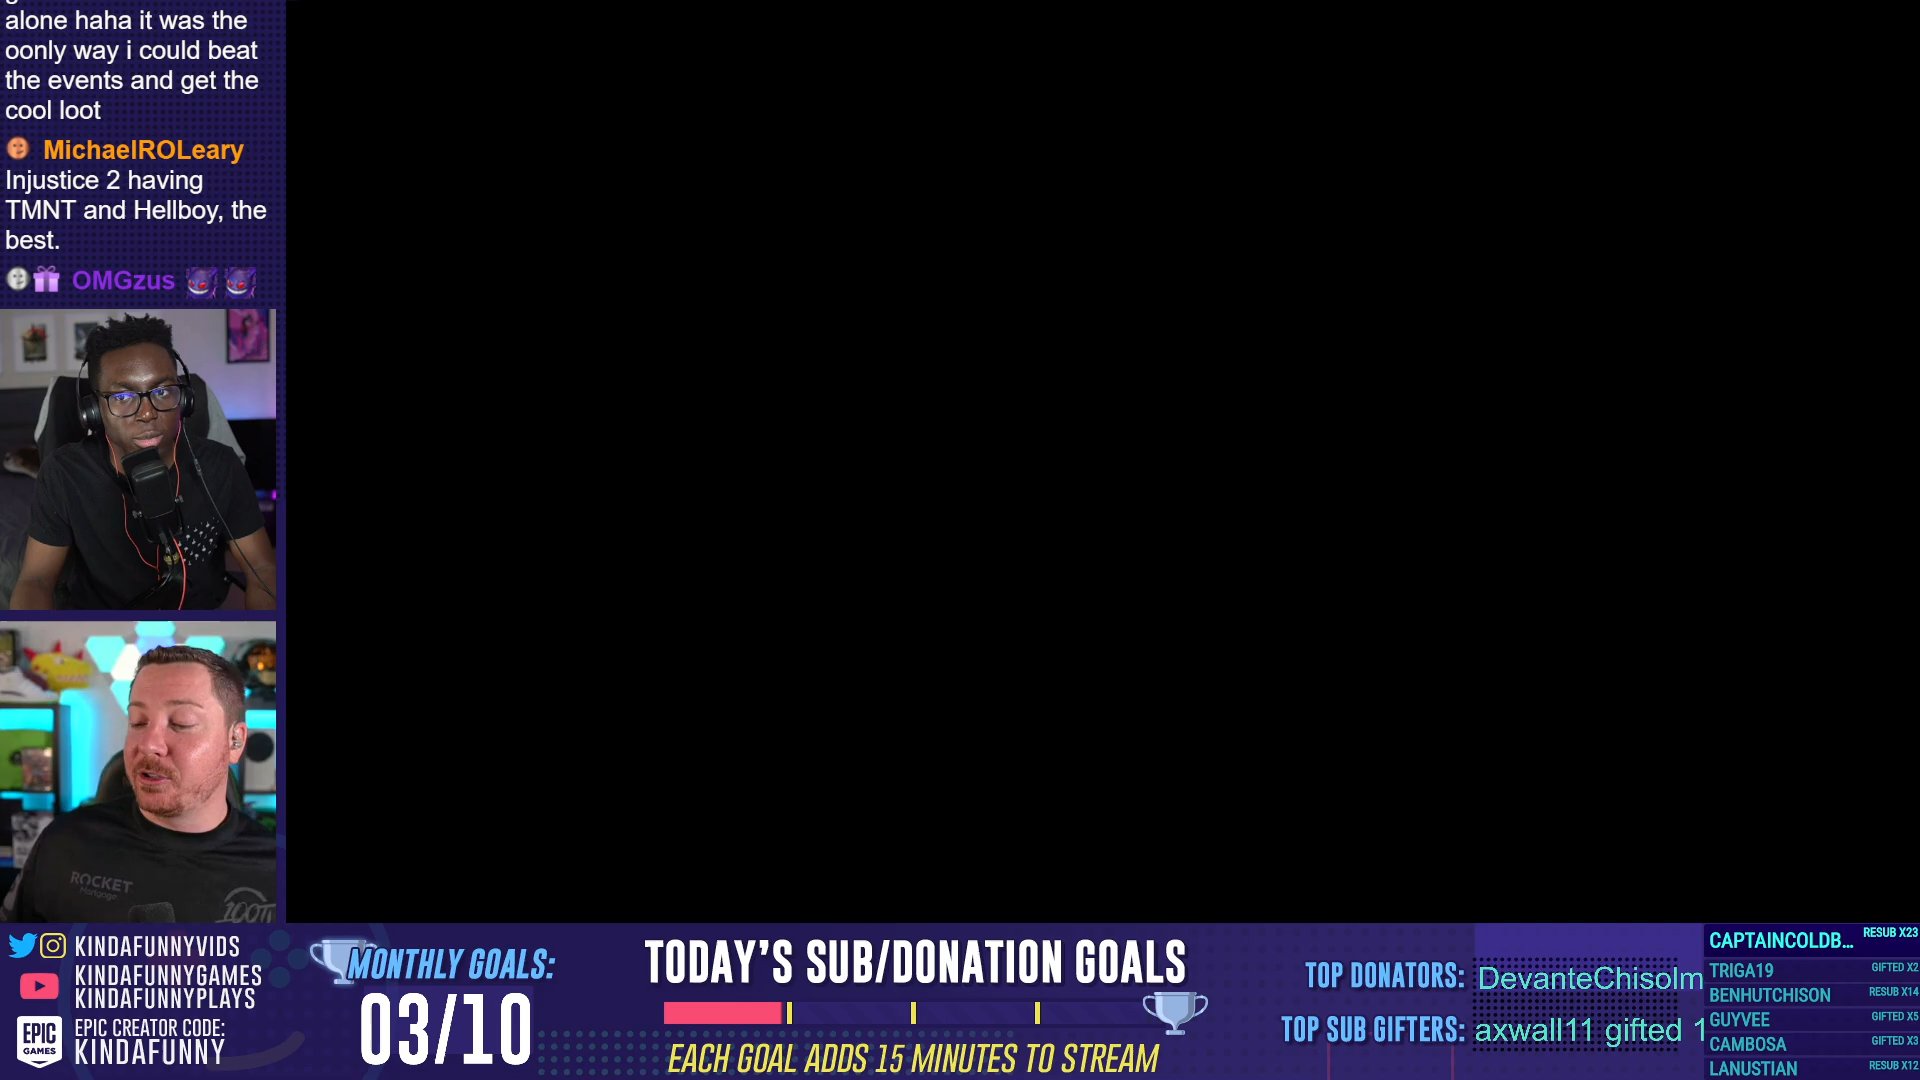 alone haha it was the
oonly way i could beat
the events and get the
cool loot
MichaelROLeary
Injustice 2 having
TMNT and Hellboy, the
best.
OMGzus
ROCKET
Mortgage
100T
KINDAFUNNYVIDS
KINDAFUNNYGAMES
KINDAFUNNYPLAYS
EPIC
GAMES
EPIC CREATOR CODE:
KINDAFUNNY
MONTHLY GOALS:
03/10
TODAY'S SUB/DONATION GOALS
EACH GOAL ADDS 15 MINUTES TO STREAM
TOP DONATORS: DevanteChisolm
TOP SUB GIFTERS: axwall11 gifted 1
CAPTAINCOLDB... RESUB X23
TRIGA19 GIFTED X2
BENHUTCHISON RESUB X14
GUYVEE GIFTED X5
CAMBOSA GIFTED X3
LANUSTIAN RESUB X12